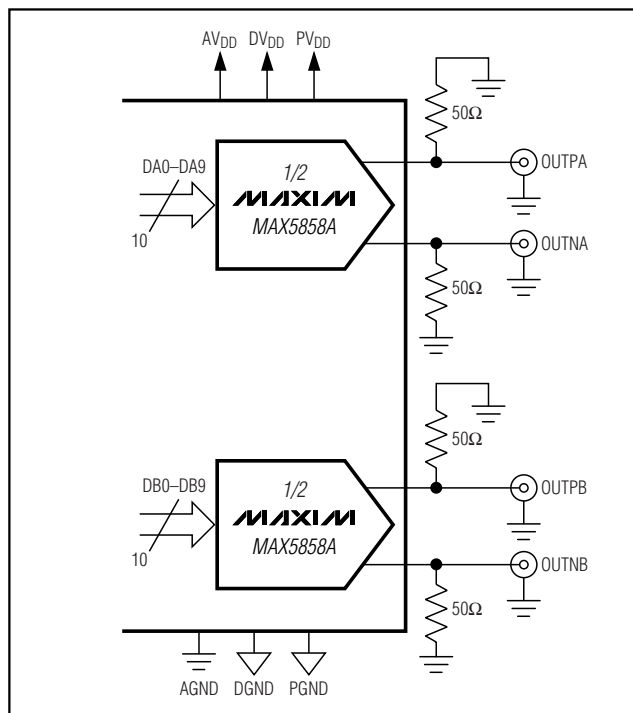 AVDD DVDD PVDD
50Ω
DA0–DA9
1/2
MAXIM
MAX5858A
10
OUTPA
OUTNA
50Ω
50Ω
DB0–DB9
1/2
MAXIM
MAX5858A
10
OUTPB
OUTNB
50Ω
AGND DGND PGND